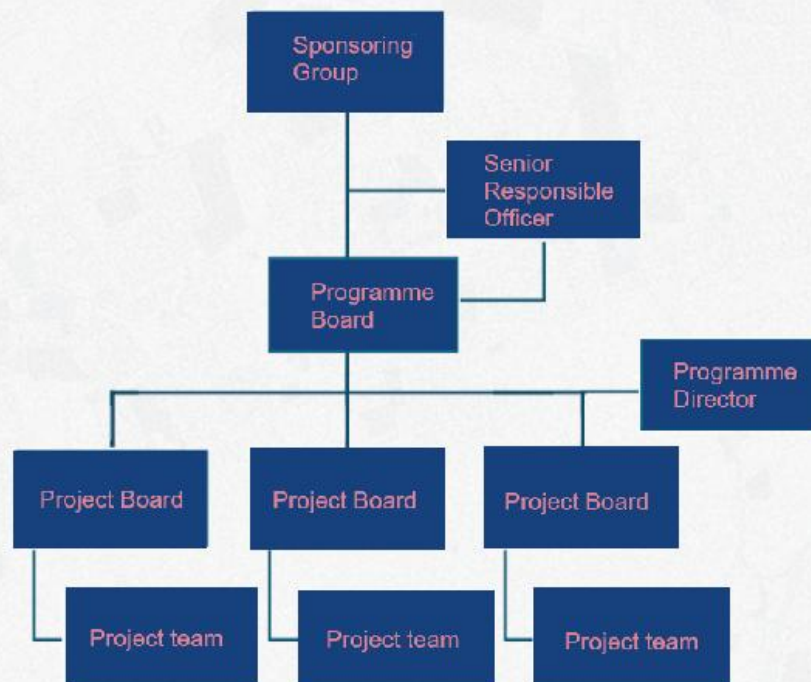 Sponsoring
Group
Senior
Responsible
Officer
Programme
Board
Programme
Director
Project Board
Project Board
Project Board
Project team
Project team
Project team